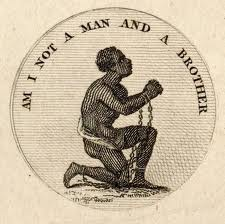 AM I NOT A MAN AND A BROTHER